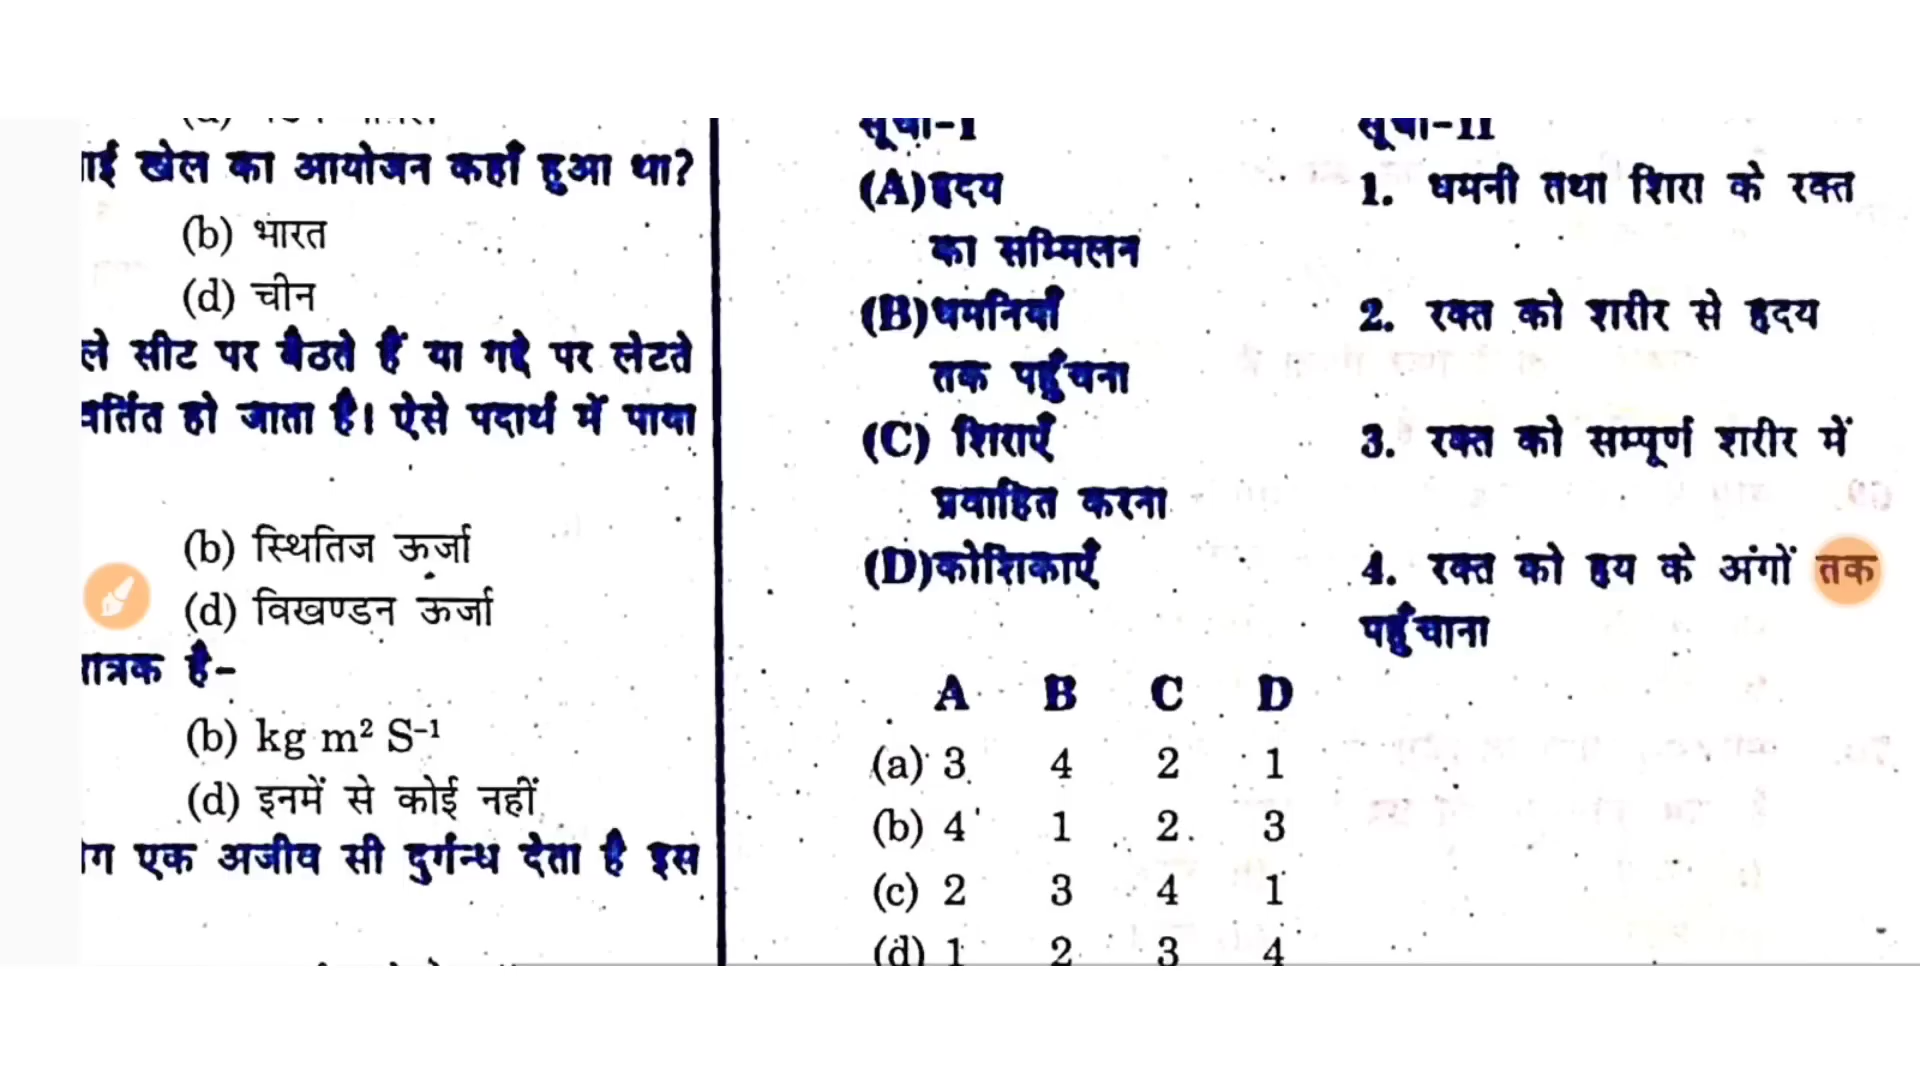 ाई खेल का आयोजन कहाँ हुआ था?
(b) भारत
(d) चीन
ले सीट पर बैठते हैं या गद्दे पर लेटते
वर्तित हो जाता है। ऐसे पदार्थ में पाया
(b) स्थितिज ऊर्जा
(d) विखण्डन ऊर्जा
मात्रक है-
(b) kg m² S⁻¹
(d) इनमें से कोई नहीं
एक अजीव सी दुर्गन्ध देता है इस
सूची-I सूची-II
(A) हृदय 1. धमनी तथा शिरा के रक्त
का सम्मिलन
(B) धमनियाँ 2. रक्त को शरीर से हृदय
तक पहुँचना
(C) शिराएँ 3. रक्त को सम्पूर्ण शरीर में
प्रवाहित करना
(D) कोशिकाएँ 4. रक्त को हृय के अंगों तक
पहुँचाना
A B C D
(a) 3 4 2 1
(b) 4 1 2 3
(c) 2 3 4 1
(d) 1 2 3 4